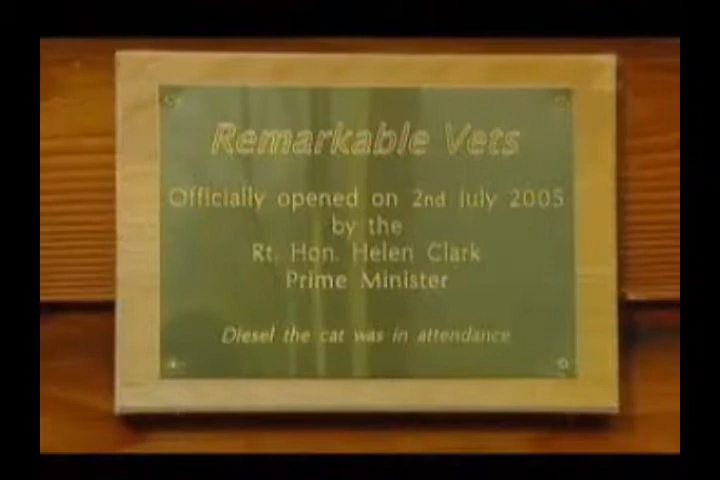 Remarkable Vets
Officially opened on 2nd July 2005
by the
Rt. Hon. Helen Clark
Prime Minister
Diesel the cat was in attendance